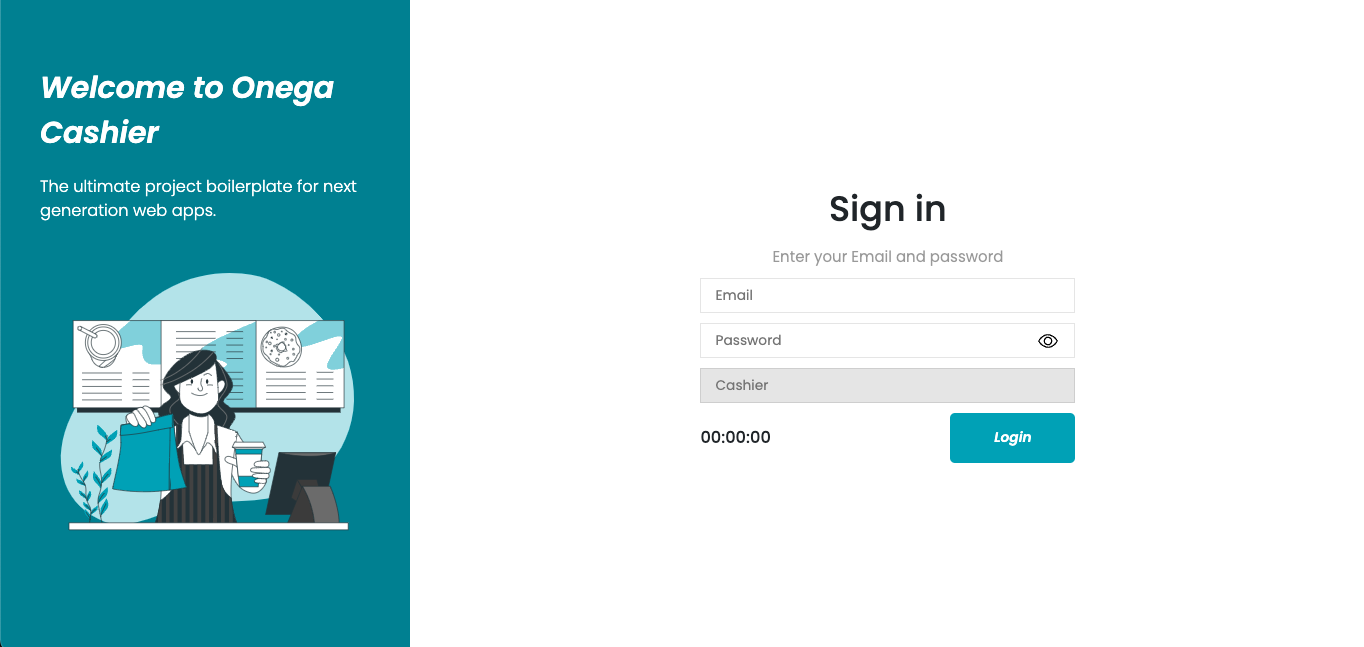 Welcome to Onega
Cashier
The ultimate project boilerplate for next
generation web apps.
Sign in
Enter your Email and password
Email
Password
Cashier
00:00:00
Login